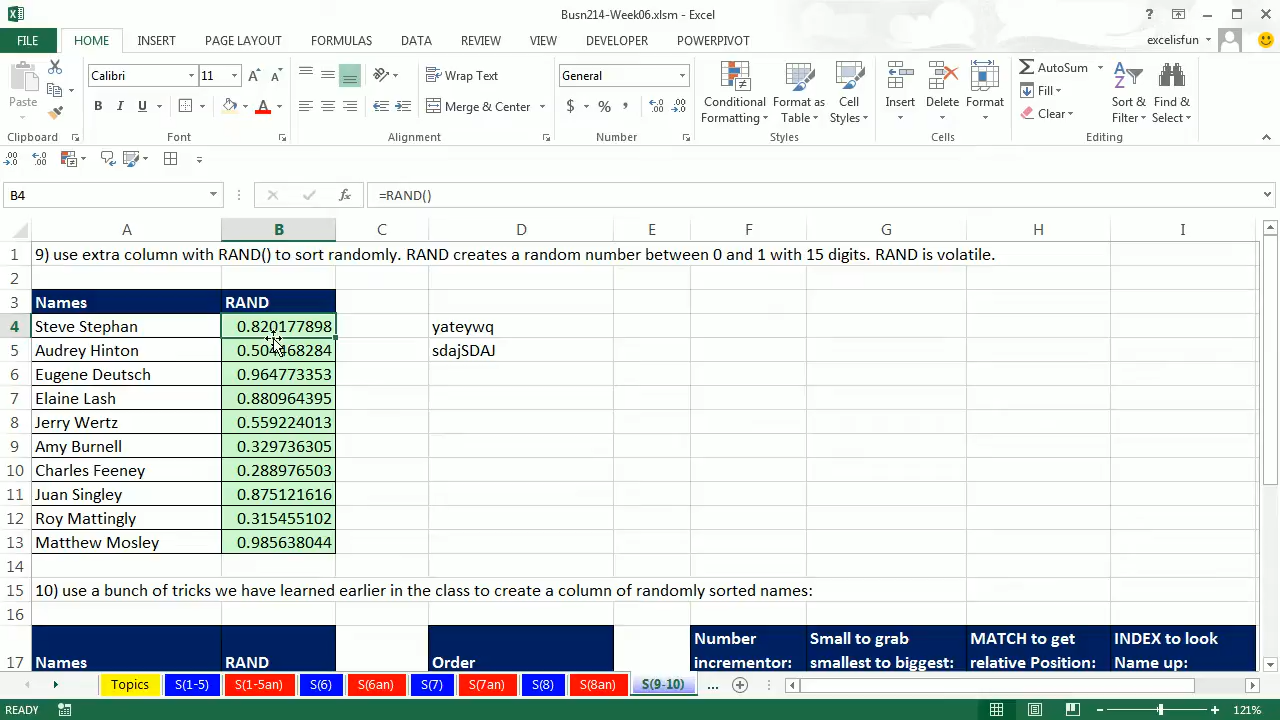 Busn214-Week06.xlsm - Excel
FILE HOME INSERT PAGE LAYOUT FORMULAS DATA REVIEW VIEW DEVELOPER POWERPIVOT excelisfun
Paste
Calibri 11
B I U
Wrap Text
Merge & Center
General
$ % ,
Conditional Formatting
Format as Table
Cell Styles
Insert
Delete
Format
AutoSum
Fill
Clear
Sort & Filter
Find & Select
Clipboard Font Alignment Number Styles Cells Editing
B4 fx =RAND()
A B C D E F G H I
1 9) use extra column with RAND() to sort randomly. RAND creates a random number between 0 and 1 with 15 digits. RAND is volatile.
2
3 Names RAND
4 Steve Stephan 0.820177898 yateywq
5 Audrey Hinton 0.504468284 sdajSDAJ
6 Eugene Deutsch 0.964773353
7 Elaine Lash 0.880964395
8 Jerry Wertz 0.559224013
9 Amy Burnell 0.329736305
10 Charles Feeney 0.288976503
11 Juan Singley 0.875121616
12 Roy Mattingly 0.315455102
13 Matthew Mosley 0.985638044
14
15 10) use a bunch of tricks we have learned earlier in the class to create a column of randomly sorted names:
16
Number Small to grab MATCH to get INDEX to look
17 Names RAND Order incrementor: smallest to biggest: relative Position: Name up:
Topics S(1-5) S(1-5an) S(6) S(6an) S(7) S(7an) S(8) S(8an) S(9-10) ...
READY 121%